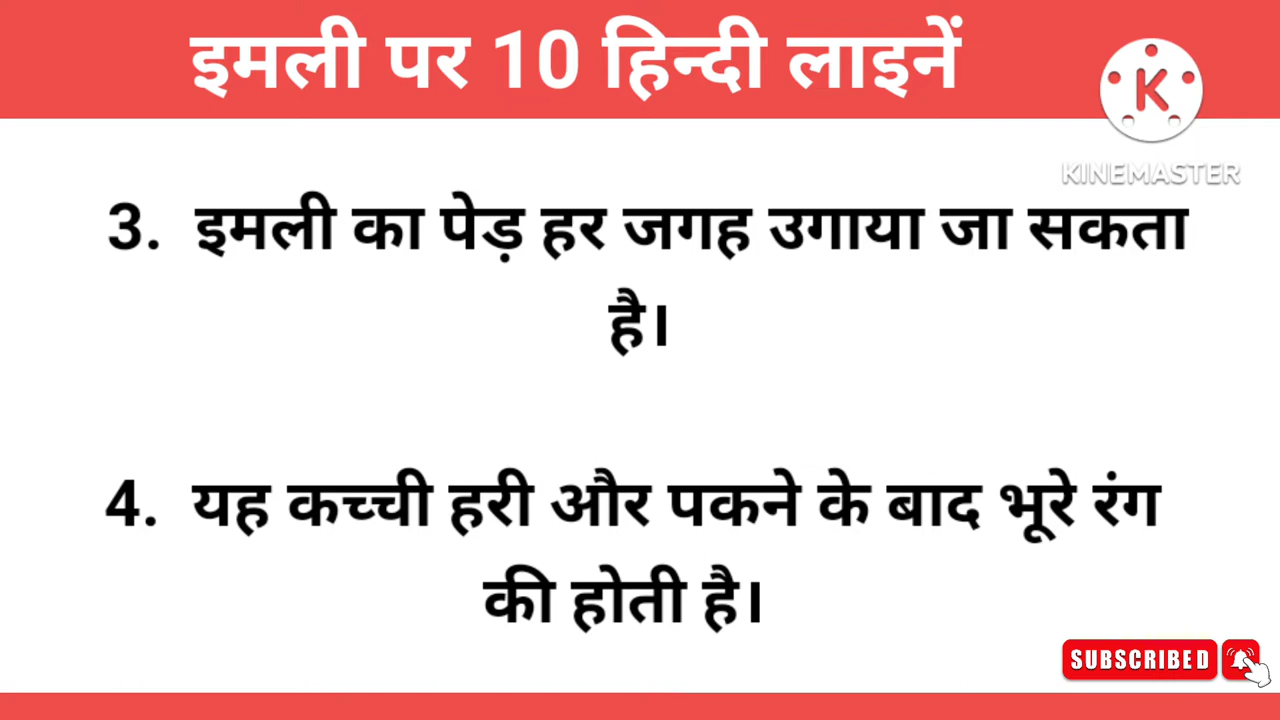 इमली पर 10 हिन्दी लाइनें
K
KINEMASTER
3. इमली का पेड़ हर जगह उगाया जा सकता
है।
4. यह कच्ची हरी और पकने के बाद भूरे रंग
की होती है।
SUBSCRIBED